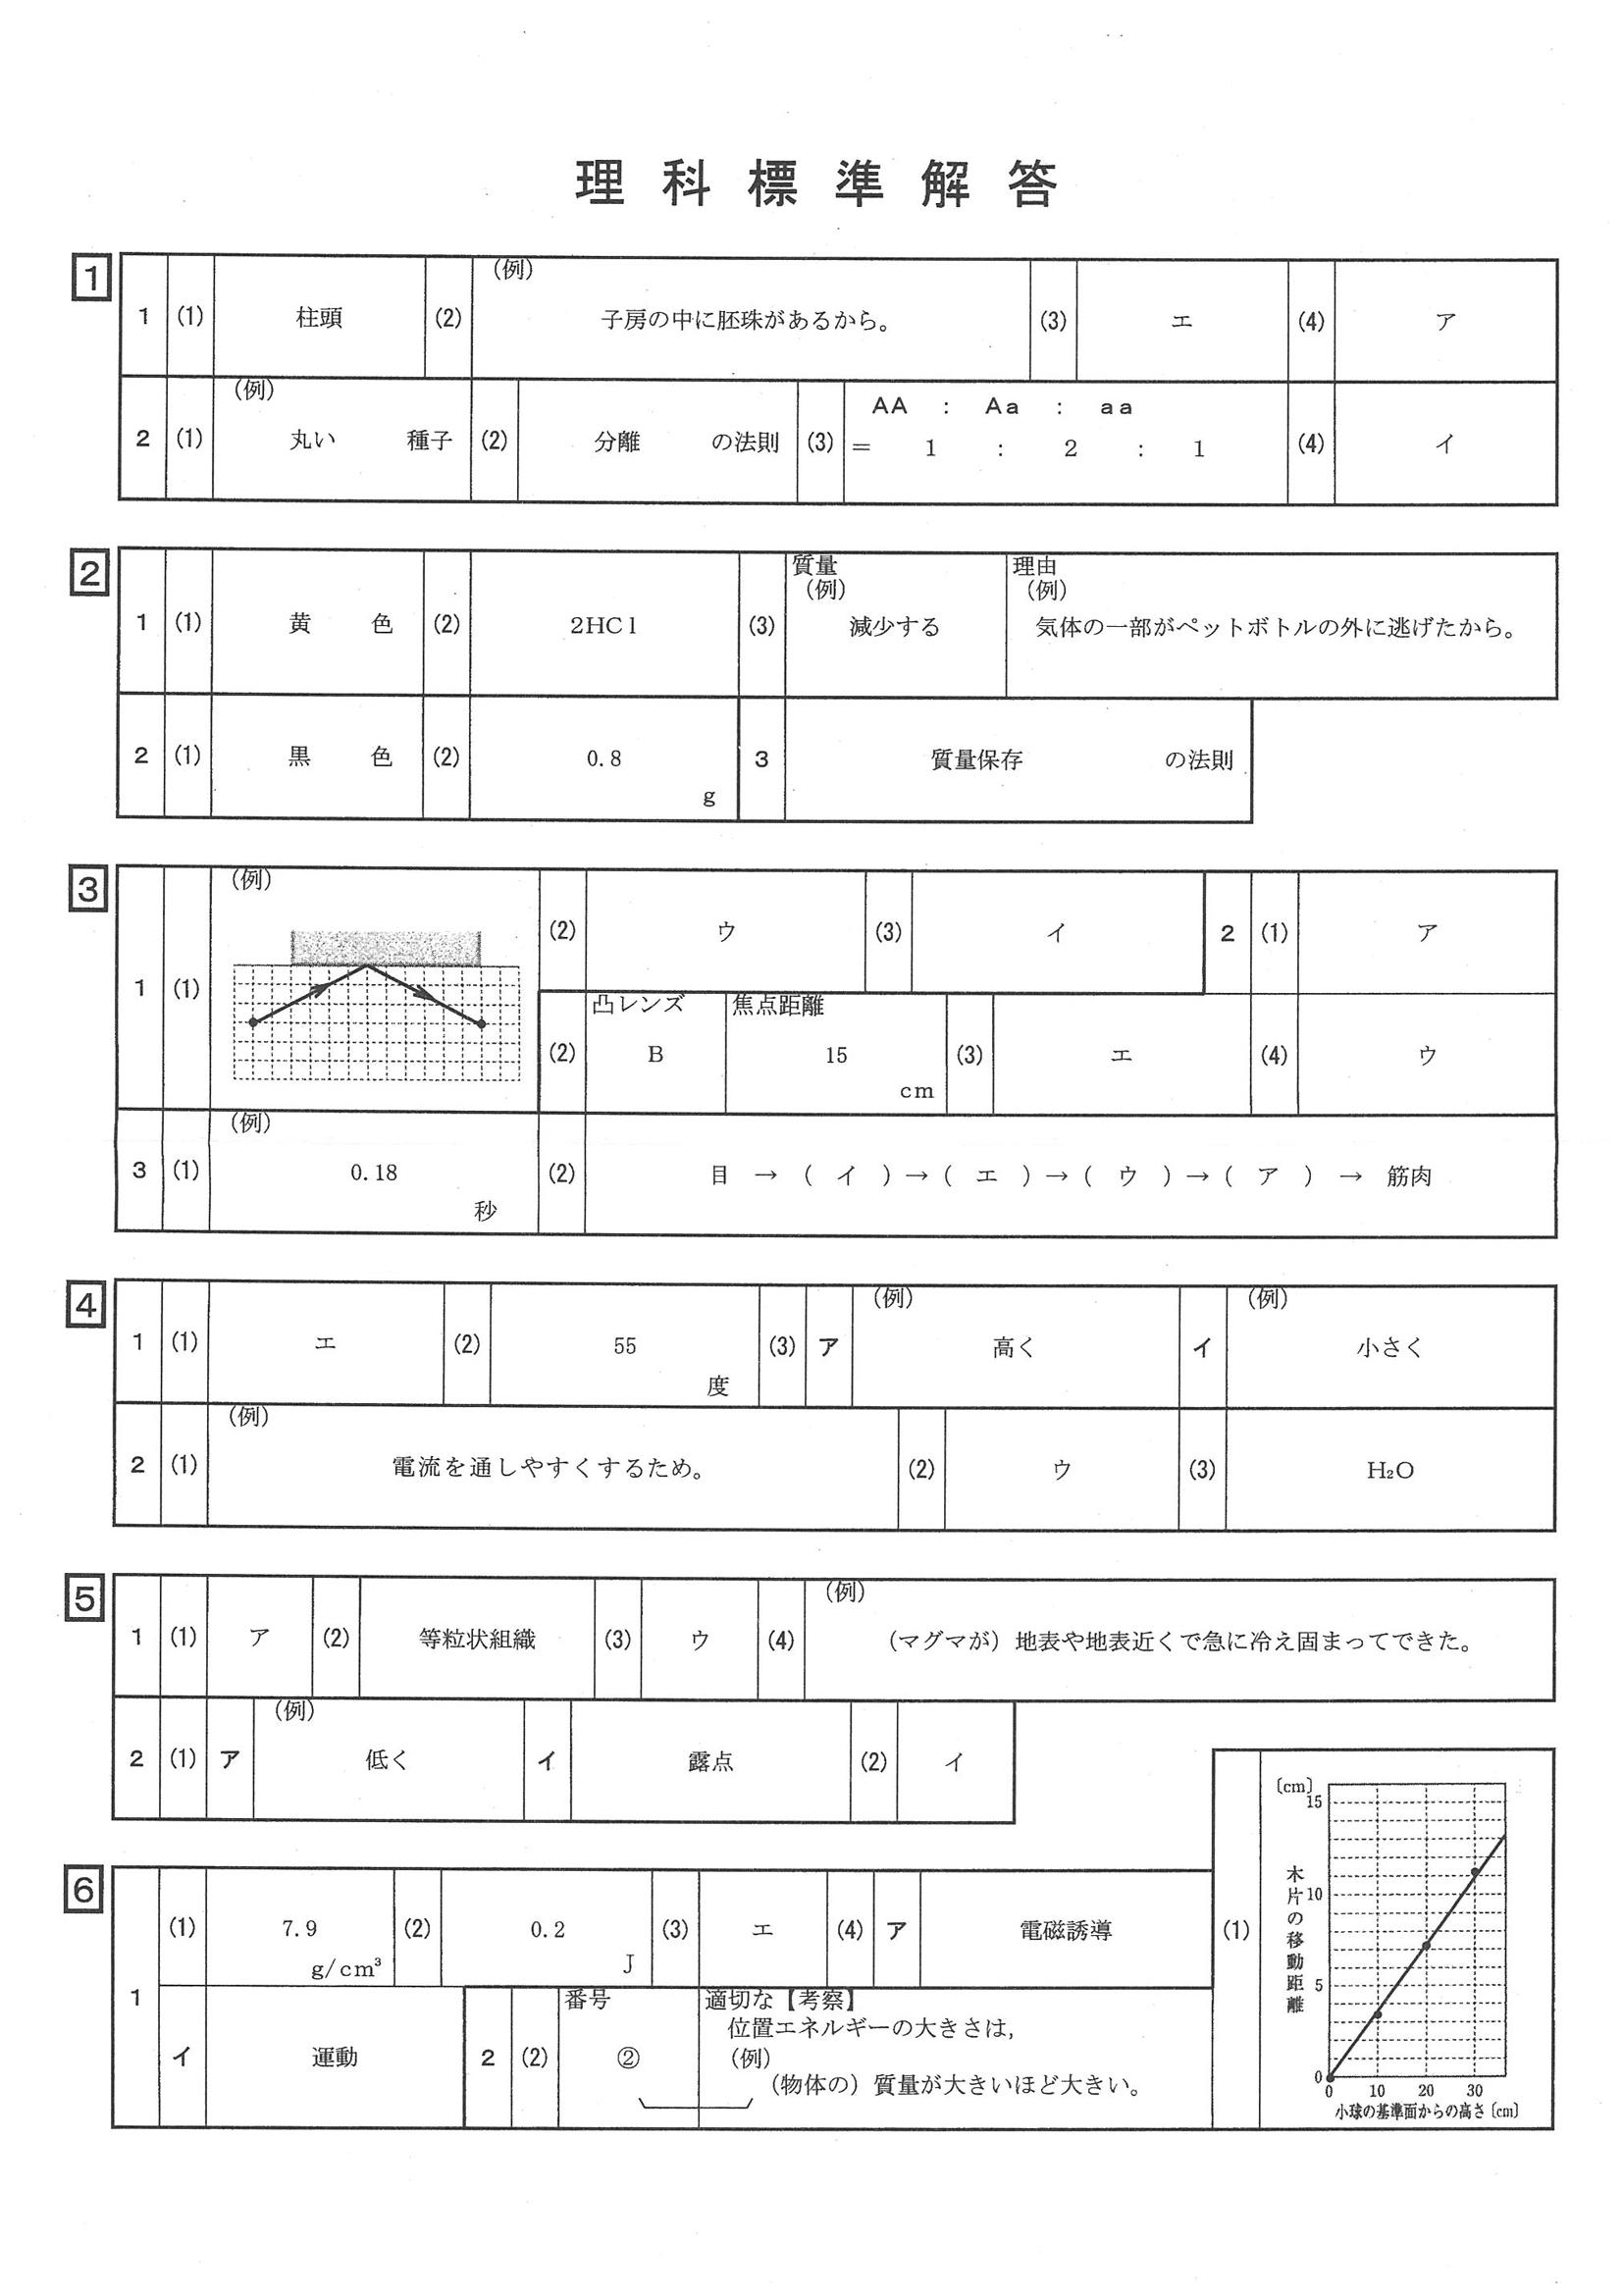 理科標準解答
1
1 (1) 柱頭 (2) (例) 子房の中に胚珠があるから。 (3) エ (4) ア
2 (1) (例) 丸い 種子 (2) 分離 の法則 (3) AA : Aa : aa
= 1 : 2 : 1 (4) イ
2
1 (1) 黄 色 (2) 2HCl (3) 質量 (例) 減少する 理由 (例) 気体の一部がペットボトルの外に逃げたから。
2 (1) 黒 色 (2) 0.8 g 3 質量保存 の法則
3
1 (1) (例) (2) ウ (3) イ 2 (1) ア
(2) 凸レンズ B 焦点距離 15 cm (3) エ (4) ウ
3 (1) (例) 0.18 秒 (2) 目 → ( イ ) → ( エ ) → ( ウ ) → ( ア ) → 筋肉
4
1 (1) エ (2) 55 度 (3) ア (例) 高く イ (例) 小さく
2 (1) (例) 電流を通しやすくするため。 (2) ウ (3) H₂O
5
1 (1) ア (2) 等粒状組織 (3) ウ (4) (例) (マグマが) 地表や地表近くで急に冷え固まってできた。
2 (1) ア (例) 低く イ 露点 (2) イ
6
1 (1) 7.9 g/cm³ (2) 0.2 J (3) エ (4) ア 電磁誘導
イ 運動
2 (2) 番号 ② 適切な【考察】
位置エネルギーの大きさは,
(例)
(物体の) 質量が大きいほど大きい。
(1)
〔cm〕
15
木片の移動距離
10
5
0
0 10 20 30
小球の基準面からの高さ〔cm〕